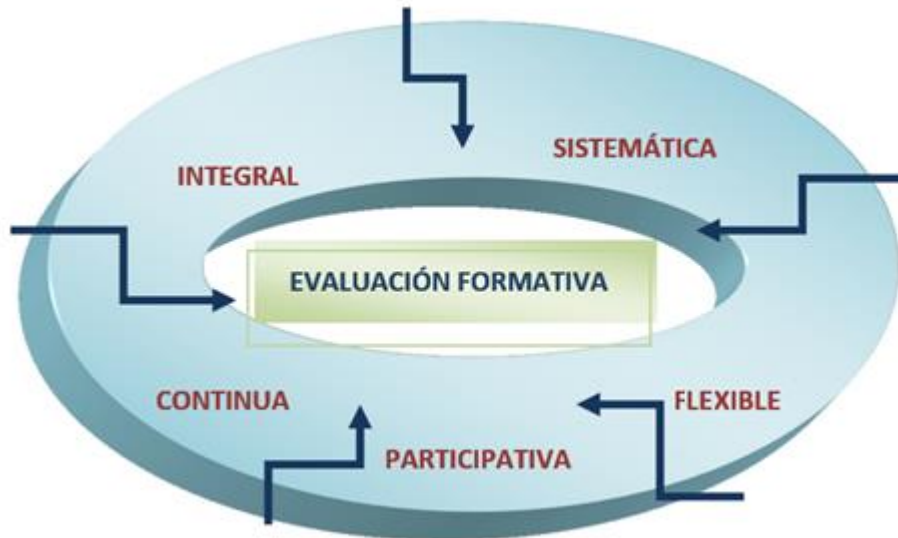 SISTEMÁTICA
INTEGRAL
EVALUACIÓN FORMATIVA
CONTINUA
FLEXIBLE
PARTICIPATIVA